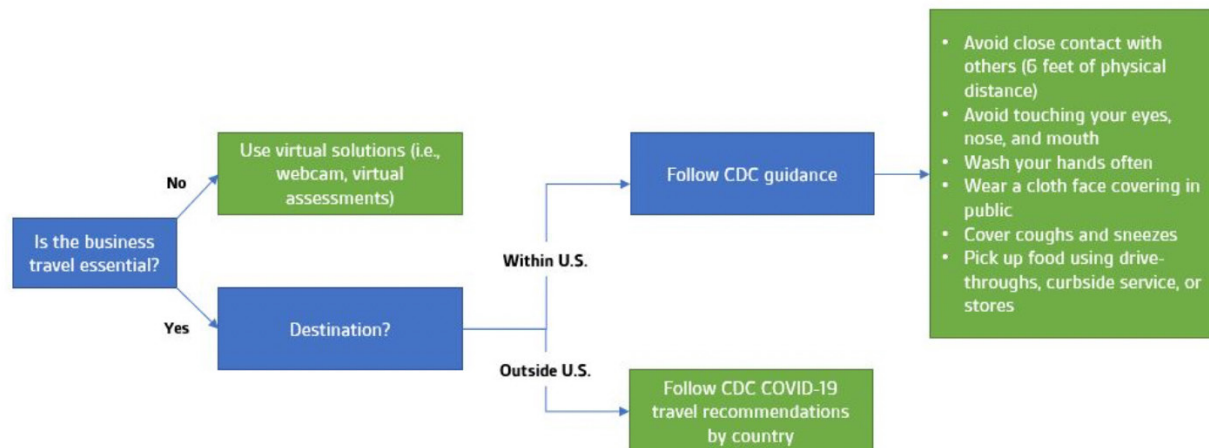 No
Use virtual solutions (i.e.,
webcam, virtual
assessments)
Is the business
travel essential?
Yes
Destination?
Within U.S.
Outside U.S.
Follow CDC guidance
• Avoid close contact with
others (6 feet of physical
distance)
• Avoid touching your eyes,
nose, and mouth
• Wash your hands often
• Wear a cloth face covering in
public
• Cover coughs and sneezes
• Pick up food using drive-
throughs, curbside service, or
stores
Follow CDC COVID-19
travel recommendations
by country